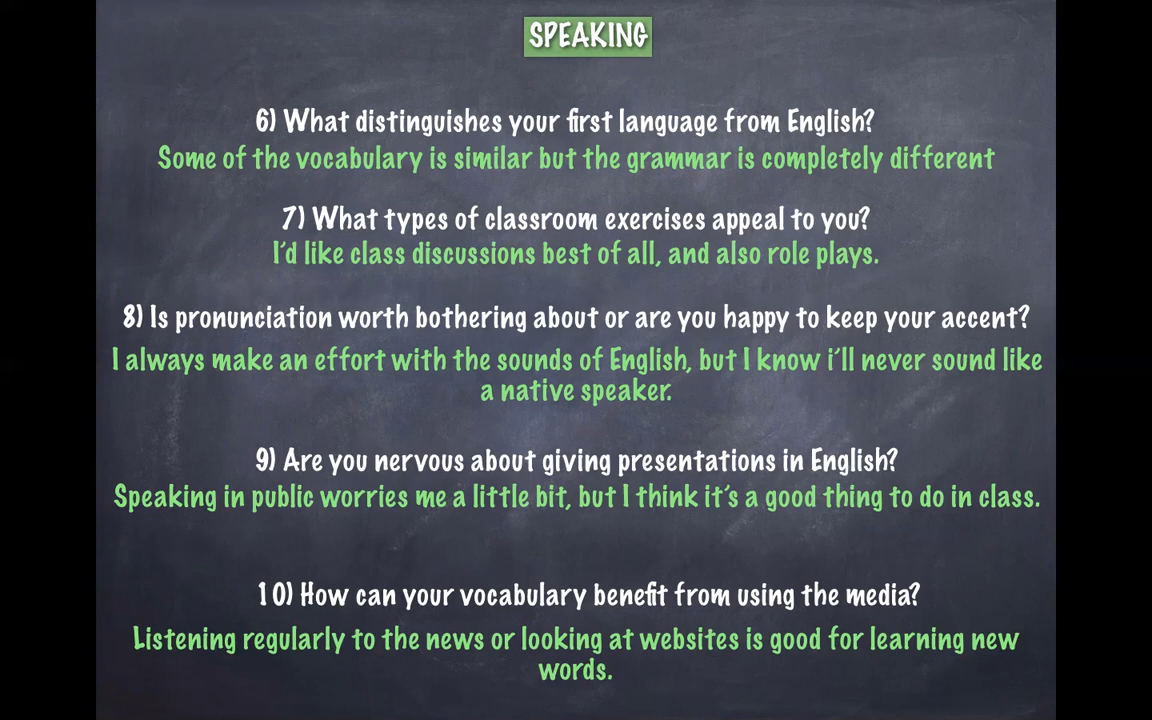 SPEAKING
6) What distinguishes your first language from English?
Some of the vocabulary is similar but the grammar is completely different
7) What types of classroom exercises appeal to you?
I'd like class discussions best of all, and also role plays.
8) Is pronunciation worth bothering about or are you happy to keep your accent?
I always make an effort with the sounds of English, but I know i'll never sound like
a native speaker.
9) Are you nervous about giving presentations in English?
Speaking in public worries me a little bit, but I think it's a good thing to do in class.
10) How can your vocabulary benefit from using the media?
Listening regularly to the news or looking at websites is good for learning new
words.